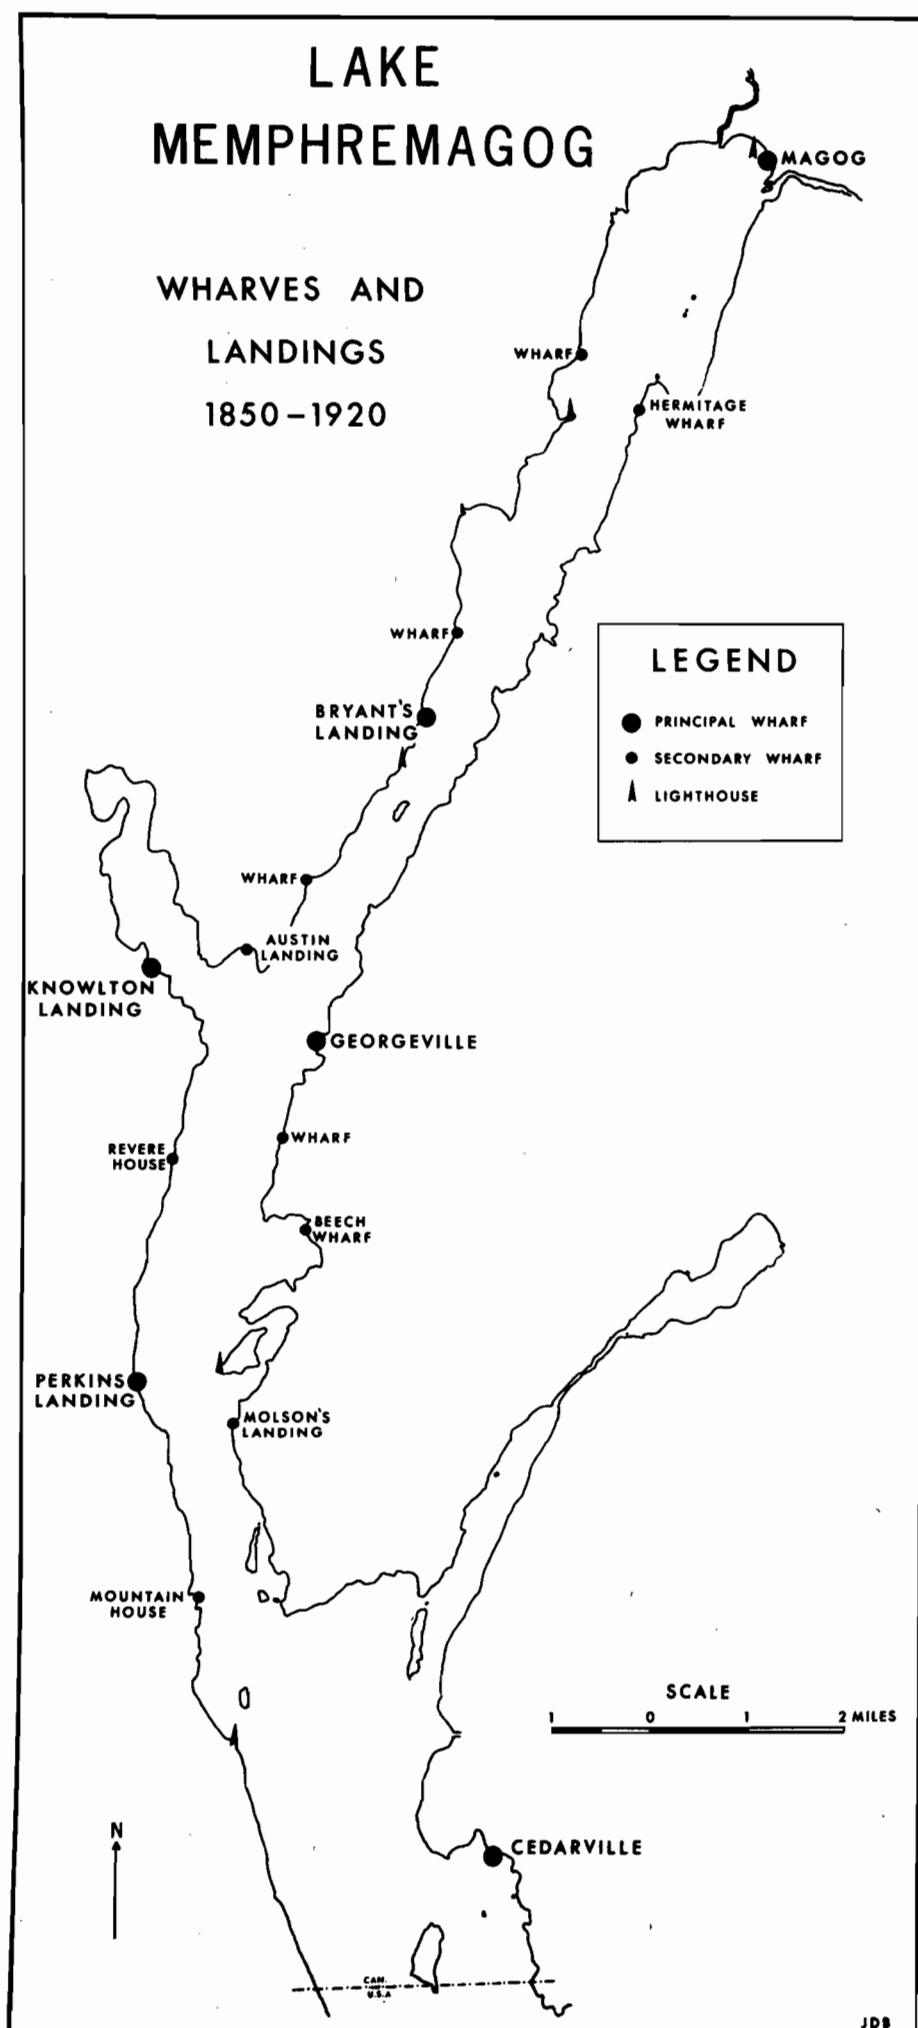 LAKE
MEMPHREMAGOG
MAGOG
WHARVES AND
LANDINGS
1850–1920
WHARF
HERMITAGE
WHARF
WHARF
LEGEND
PRINCIPAL WHARF
SECONDARY WHARF
LIGHTHOUSE
BRYANT'S
LANDING
WHARF
AUSTIN
LANDING
KNOWLTON
LANDING
GEORGEVILLE
WHARF
REVERE
HOUSE
BEECH
WHARF
PERKINS
LANDING
MOLSON'S
LANDING
MOUNTAIN
HOUSE
SCALE
1 0 1 2 MILES
N
CEDARVILLE
CAN.
U.S.A
JDB